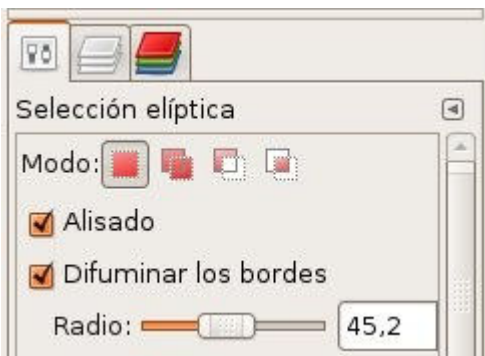 Selección elíptica
Modo:
Alisado
Difuminar los bordes
Radio: 45,2